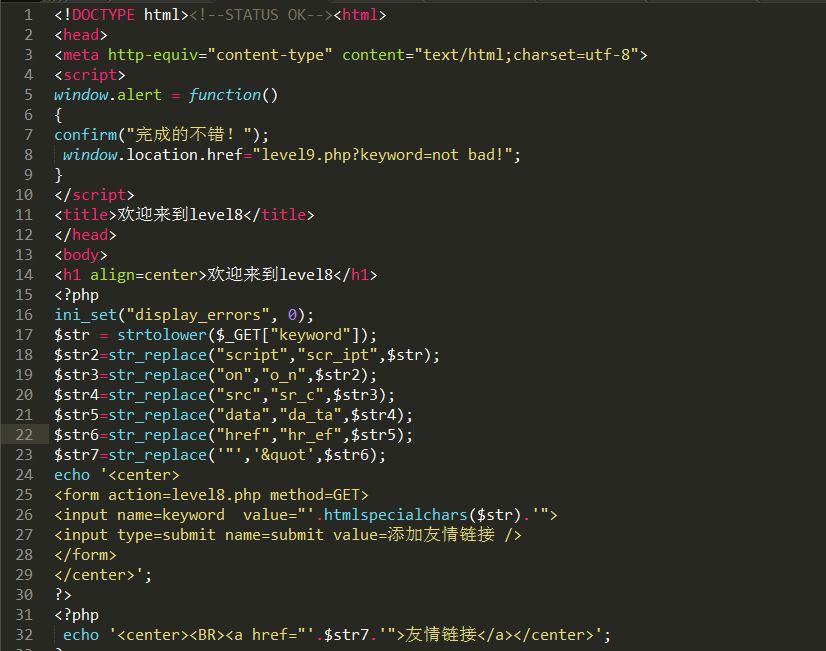 1 <!DOCTYPE html><!--STATUS OK--><html>
2 <head>
3 <meta http-equiv="content-type" content="text/html;charset=utf-8">
4 <script>
5 window.alert = function()
6 {
7 confirm("完成的不错！");
8  window.location.href="level9.php?keyword=not bad!";
9 }
10 </script>
11 <title>欢迎来到level8</title>
12 </head>
13 <body>
14 <h1 align=center>欢迎来到level8</h1>
15 <?php
16 ini_set("display_errors", 0);
17 $str = strtolower($_GET["keyword"]);
18 $str2=str_replace("script","scr_ipt",$str);
19 $str3=str_replace("on","o_n",$str2);
20 $str4=str_replace("src","sr_c",$str3);
21 $str5=str_replace("data","da_ta",$str4);
22 $str6=str_replace("href","hr_ef",$str5);
23 $str7=str_replace('"','&quot',$str6);
24 echo '<center>
25 <form action=level8.php method=GET>
26 <input name=keyword  value="'.htmlspecialchars($str).'">
27 <input type=submit name=submit value=添加友情链接 />
28 </form>
29 </center>';
30 ?>
31 <?php
32  echo '<center><BR><a href="'.$str7.'">友情链接</a></center>';